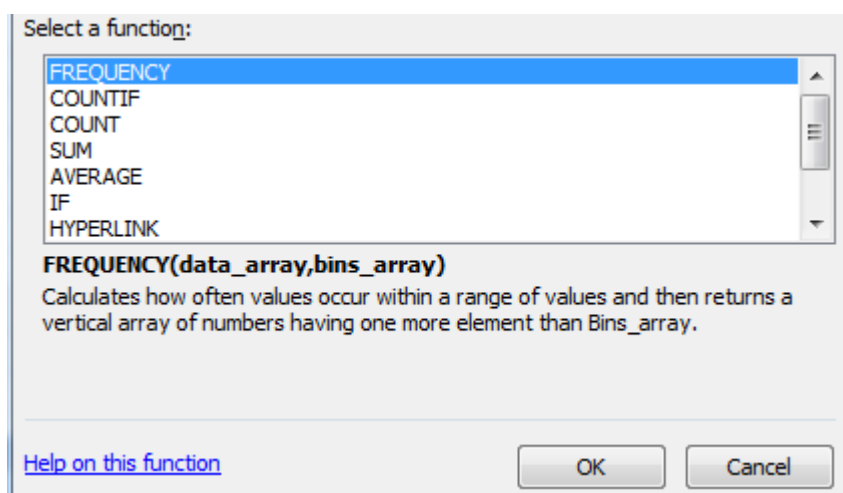 Select a function:
FREQUENCY
COUNTIF
COUNT
SUM
AVERAGE
IF
HYPERLINK
FREQUENCY(data_array,bins_array)
Calculates how often values occur within a range of values and then returns a
vertical array of numbers having one more element than Bins_array.
Help on this function
OK
Cancel